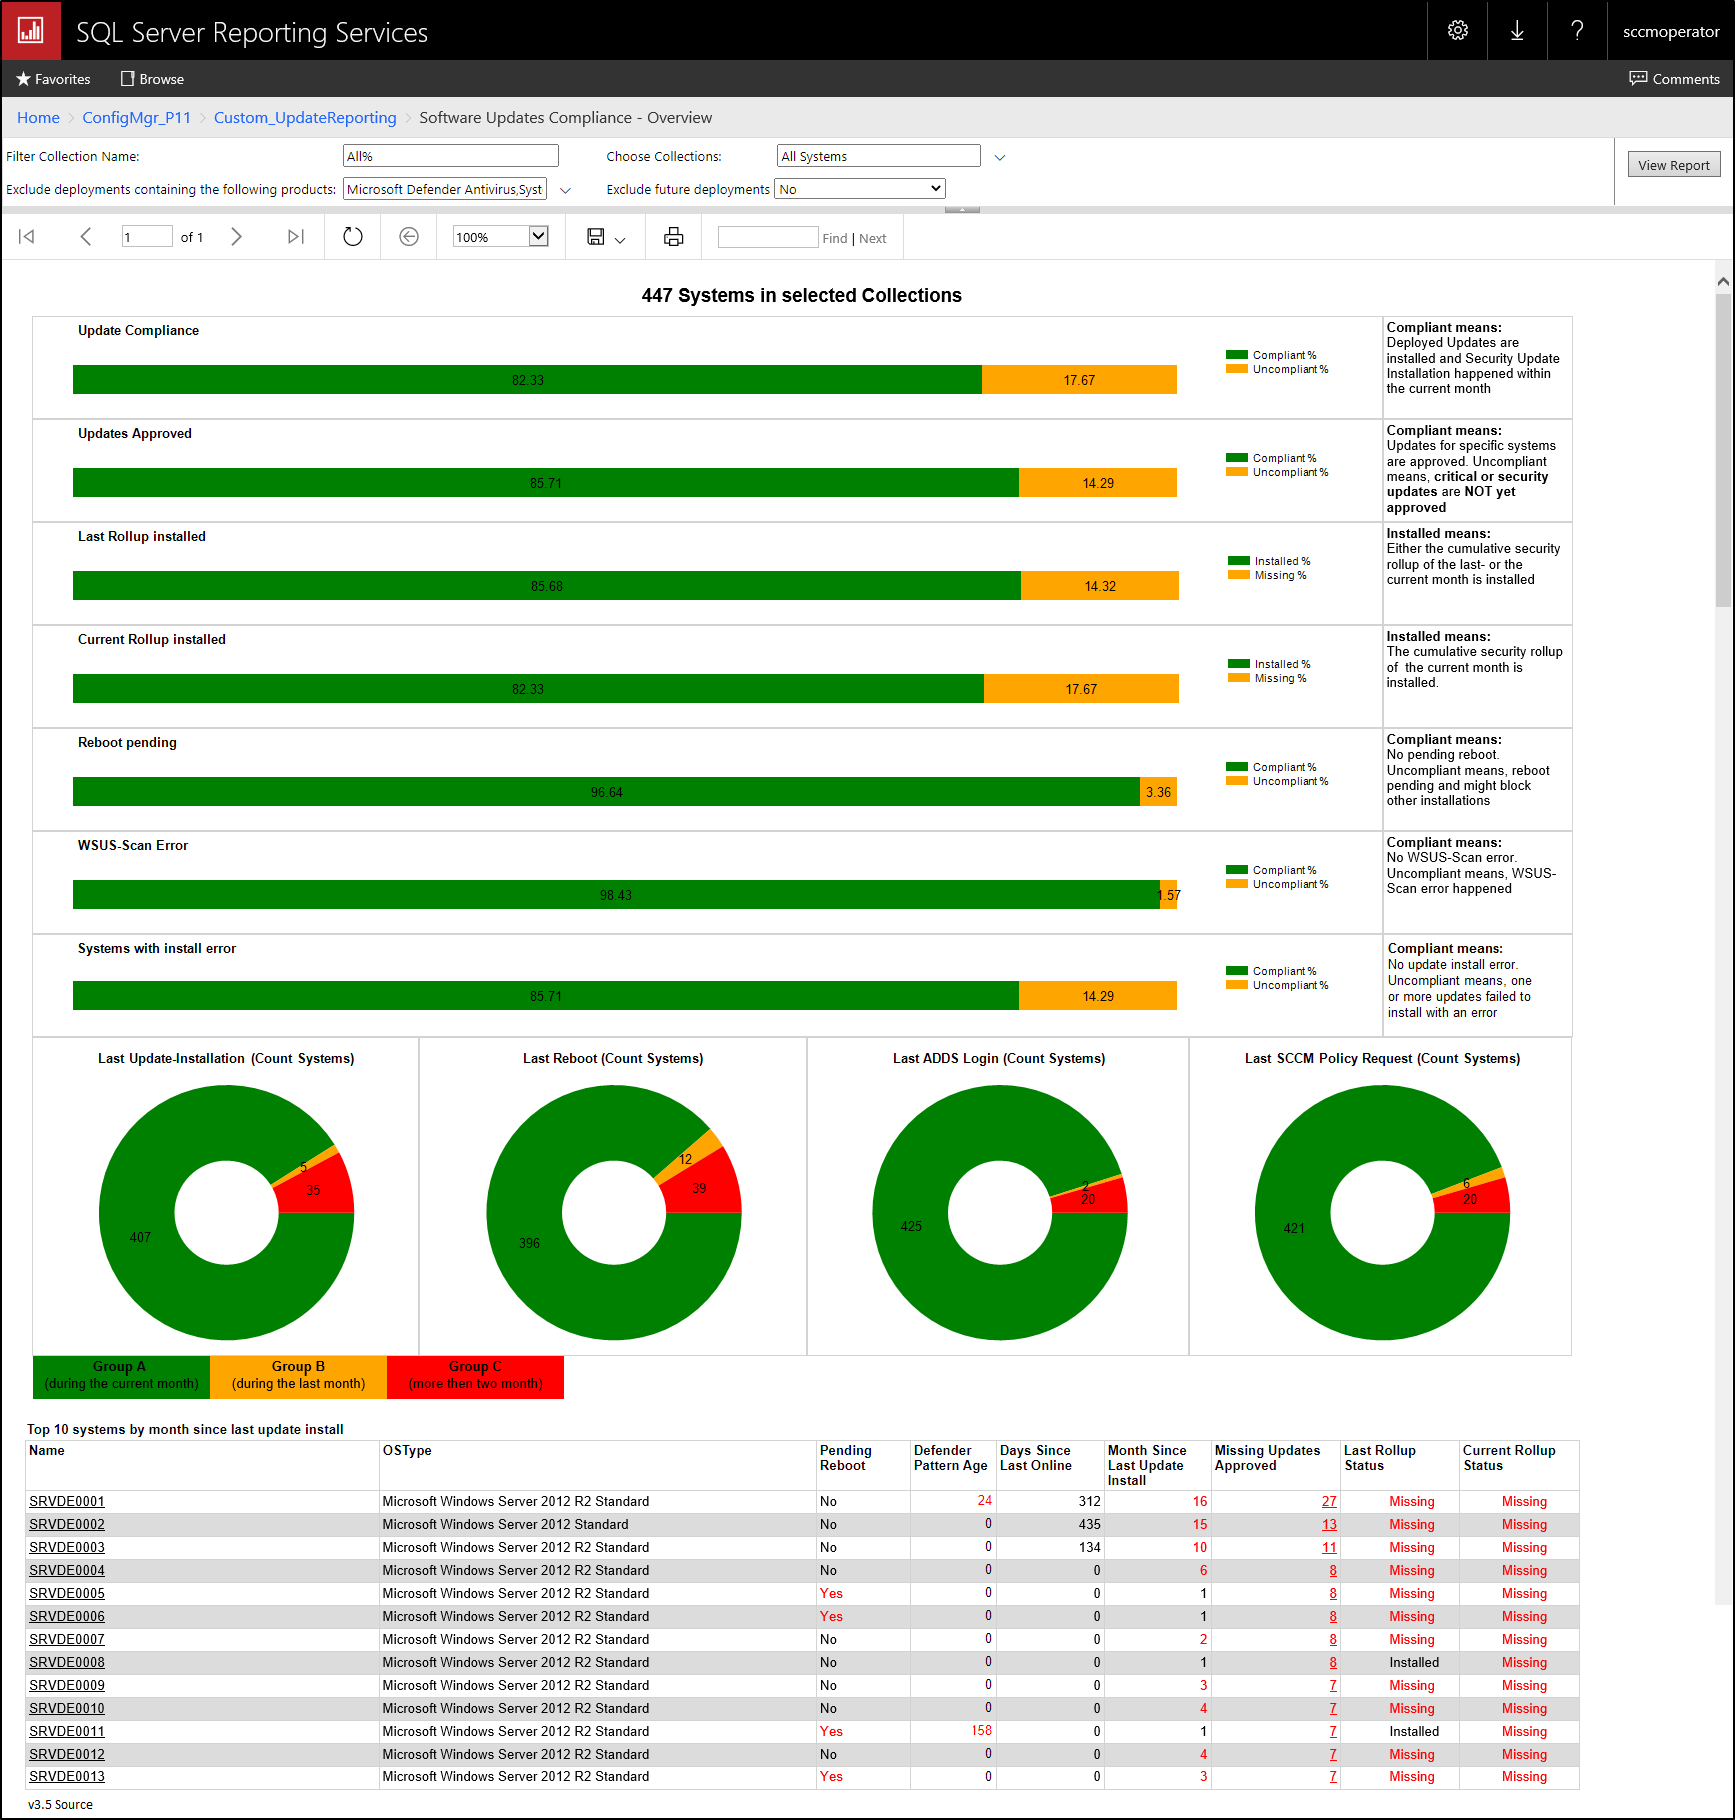 SQL Server Reporting Services
sccmoperator
Favorites Browse Comments
Home > ConfigMgr_P11 > Custom_UpdateReporting > Software Updates Compliance - Overview
Filter Collection Name: All% Choose Collections: All Systems
View Report
Exclude deployments containing the following products: Microsoft Defender Antivirus,Syst Exclude future deployments No
1 of 1 100% Find | Next
447 Systems in selected Collections
Update Compliance
82.33 17.67
Compliant %
Uncompliant %
Compliant means:
Deployed Updates are
installed and Security Update
Installation happened within
the current month
Updates Approved
85.71 14.29
Compliant %
Uncompliant %
Compliant means:
Updates for specific systems
are approved. Uncompliant
means, critical or security
updates are NOT yet
approved
Last Rollup installed
85.68 14.32
Installed %
Missing %
Installed means:
Either the cumulative security
rollup of the last- or the
current month is installed
Current Rollup installed
82.33 17.67
Installed %
Missing %
Installed means:
The cumulative security rollup
of the current month is
installed.
Reboot pending
96.64 3.36
Compliant %
Uncompliant %
Compliant means:
No pending reboot.
Uncompliant means, reboot
pending and might block
other installations
WSUS-Scan Error
98.43 1.57
Compliant %
Uncompliant %
Compliant means:
No WSUS-Scan error.
Uncompliant means, WSUS-
Scan error happened
Systems with install error
85.71 14.29
Compliant %
Uncompliant %
Compliant means:
No update install error.
Uncompliant means, one
or more updates failed to
install with an error
Last Update-Installation (Count Systems)
5
35
407
Last Reboot (Count Systems)
12
39
396
Last ADDS Login (Count Systems)
2
20
425
Last SCCM Policy Request (Count Systems)
6
20
421
Group A
(during the current month)
Group B
(during the last month)
Group C
(more then two month)
Top 10 systems by month since last update install
Name OSType Pending Reboot Defender Pattern Age Days Since Last Online Month Since Last Update Install Missing Updates Approved Last Rollup Status Current Rollup Status
SRVDE0001 Microsoft Windows Server 2012 R2 Standard No 24 312 16 27 Missing Missing
SRVDE0002 Microsoft Windows Server 2012 Standard No 0 435 15 13 Missing Missing
SRVDE0003 Microsoft Windows Server 2012 R2 Standard No 0 134 10 11 Missing Missing
SRVDE0004 Microsoft Windows Server 2012 R2 Standard No 0 0 6 8 Missing Missing
SRVDE0005 Microsoft Windows Server 2012 R2 Standard Yes 0 0 1 8 Missing Missing
SRVDE0006 Microsoft Windows Server 2012 R2 Standard Yes 0 0 1 8 Missing Missing
SRVDE0007 Microsoft Windows Server 2012 R2 Standard No 0 0 2 8 Missing Missing
SRVDE0008 Microsoft Windows Server 2012 R2 Standard No 0 0 1 8 Installed Missing
SRVDE0009 Microsoft Windows Server 2012 R2 Standard No 0 0 3 7 Missing Missing
SRVDE0010 Microsoft Windows Server 2012 R2 Standard No 0 0 4 7 Missing Missing
SRVDE0011 Microsoft Windows Server 2012 R2 Standard Yes 158 0 1 7 Installed Missing
SRVDE0012 Microsoft Windows Server 2012 R2 Standard No 0 0 4 7 Missing Missing
SRVDE0013 Microsoft Windows Server 2012 R2 Standard Yes 0 0 3 7 Missing Missing
v3.5 Source